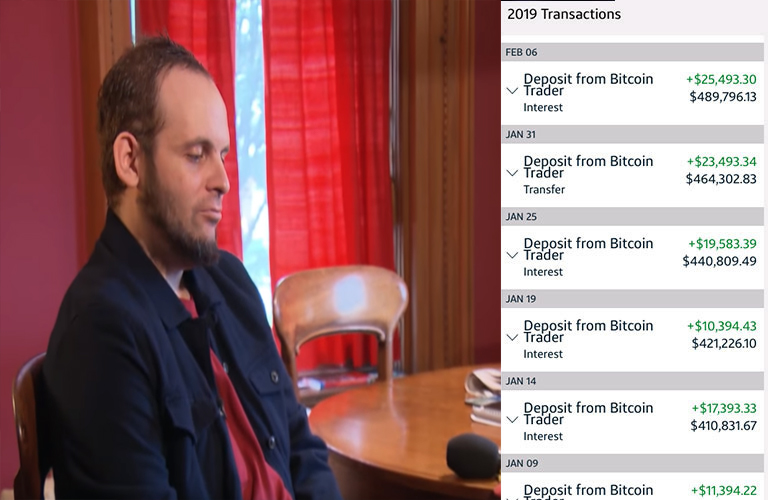 2019 Transactions
FEB 06
Deposit from Bitcoin +$25,493.30
Trader $489,796.13
Interest
JAN 31
Deposit from Bitcoin +$23,493.34
Trader $464,302.83
Transfer
JAN 25
Deposit from Bitcoin +$19,583.39
Trader $440,809.49
Interest
JAN 19
Deposit from Bitcoin +$10,394.43
Trader $421,226.10
Interest
JAN 14
Deposit from Bitcoin +$17,393.33
Trader $410,831.67
Interest
JAN 09
Deposit from Bitcoin +$11,394.22